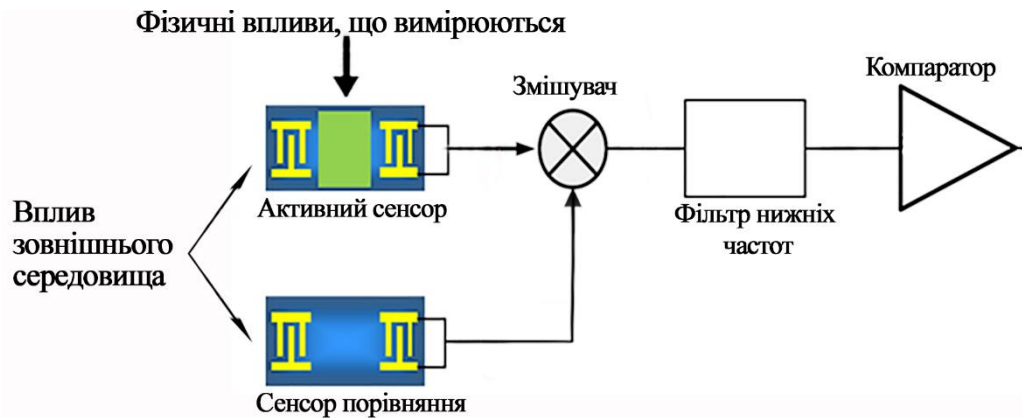 Фізичні впливи, що вимірюються
Компаратор
Змішувач
Активний сенсор
Фільтр нижніх
частот
Вплив
зовнішнього
середовища
Сенсор порівняння